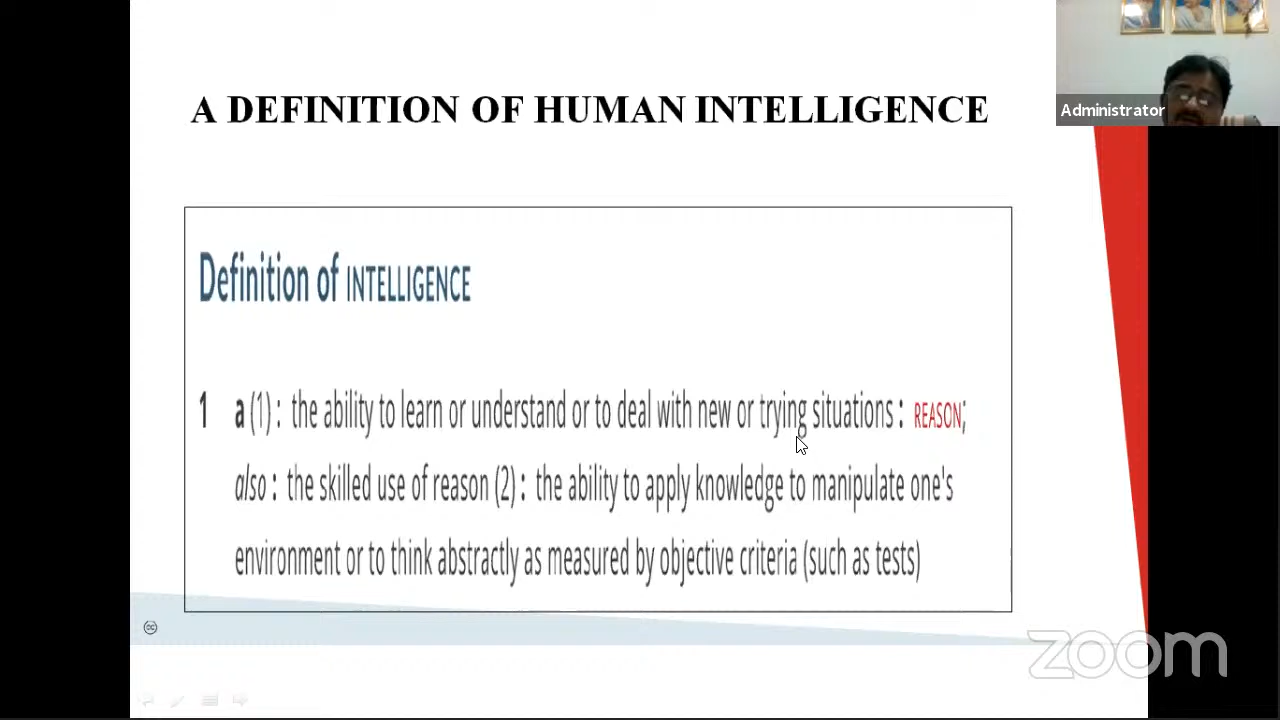 A DEFINITION OF HUMAN INTELLIGENCE
Administrator
Definition of INTELLIGENCE
1 a (1) : the ability to learn or understand or to deal with new or trying situations : REASON;
also : the skilled use of reason (2) : the ability to apply knowledge to manipulate one's
environment or to think abstractly as measured by objective criteria (such as tests)
cc
zoom